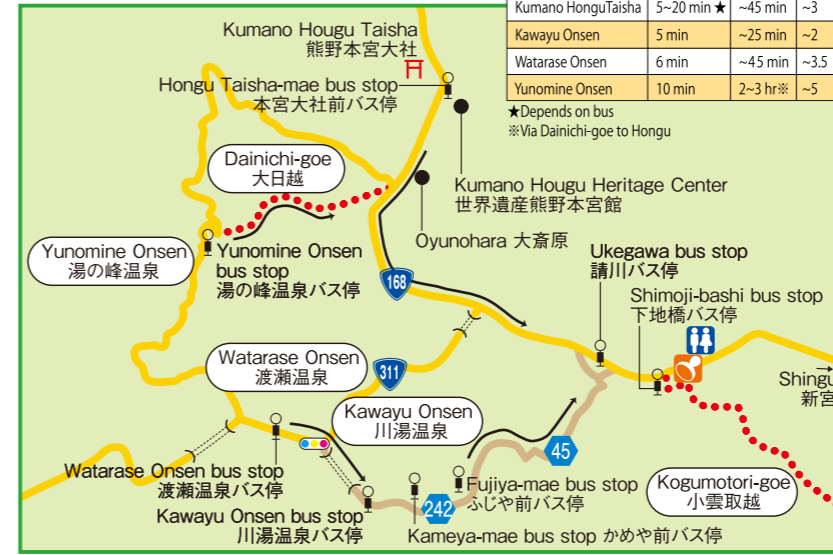 Kumano HonguTaisha 5~20 min ★ ~45 min ~3
Kawayu Onsen 5 min ~25 min ~2
Watarase Onsen 6 min ~45 min ~3.5
Yunomine Onsen 10 min 2~3 hr※ ~5
★Depends on bus
※Via Dainichi-goe to Hongu
Kumano Hougu Taisha
熊野本宮大社
Hongu Taisha-mae bus stop
本宮大社前バス停
Dainichi-goe
大日越
Kumano Hougu Heritage Center
世界遺産熊野本宮館
Oyunohara 大斎原
Yunomine Onsen
湯の峰温泉
Yunomine Onsen
bus stop
湯の峰温泉バス停
168
Ukegawa bus stop
請川バス停
Shimoji-bashi bus stop
下地橋バス停
Watarase Onsen
渡瀬温泉
311
Kawayu Onsen
川湯温泉
Shingu
新宮
45
Watarase Onsen bus stop
渡瀬温泉バス停
Kawayu Onsen bus stop
川湯温泉バス停
242
Fujiya-mae bus stop
ふじや前バス停
Kogumotori-goe
小雲取越
Kameya-mae bus stop かめや前バス停